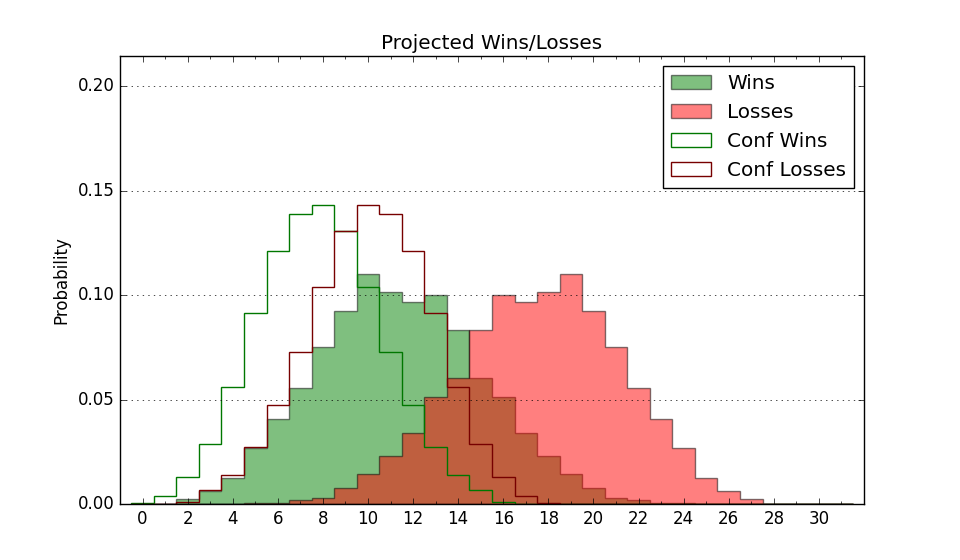 Projected Wins/Losses
Wins
Losses
Conf Wins
Conf Losses
Probability
0.20
0.15
0.10
0.05
0.00
0 2 4 6 8 10 12 14 16 18 20 22 24 26 28 30